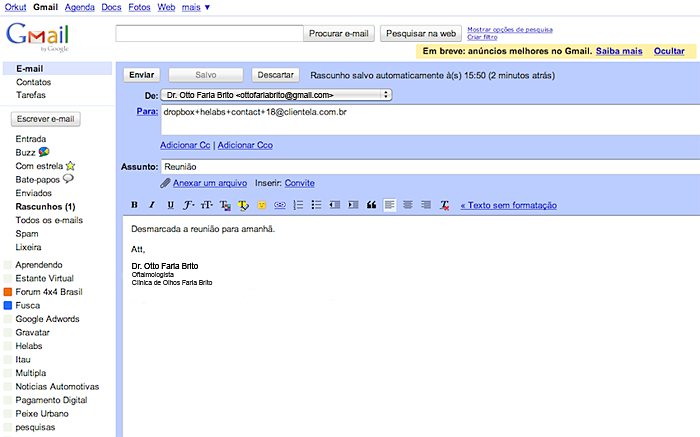 Orkut Gmail Agenda Docs Fotos Web mais ▼
Gmail
by Google
Procurar e-mail Pesquisar na web
Mostrar opções de pesquisa
Criar filtro
Em breve: anúncios melhores no Gmail. Saiba mais Ocultar
E-mail
Contatos
Tarefas
Escrever e-mail
Entrada
Buzz
Com estrela
Bate-papos
Enviados
Rascunhos (1)
Todos os e-mails
Spam
Lixeira
Aprendendo
Estante Virtual
Forum 4x4 Brasil
Fusca
Google Adwords
Gravatar
Helabs
Itau
Multipla
Noticias Automotivas
Pagamento Digital
Peixe Urbano
pesquisas
Enviar Salvo Descartar Rascunho salvo automaticamente à(s) 15:50 (2 minutos atrás)
De: Dr. Otto Faria Brito <ottofariabrito@gmail.com>
Para: dropbox+helabs+contact+18@clientela.com.br
Adicionar Cc | Adicionar Cco
Assunto: Reunião
Anexar um arquivo Inserir: Convite
B I U F T T T « Texto sem formatação
Desmarcada a reunião para amanhã.
Att,
Dr. Otto Faria Brito
Oftalmologista
Clínica de Olhos Faria Brito